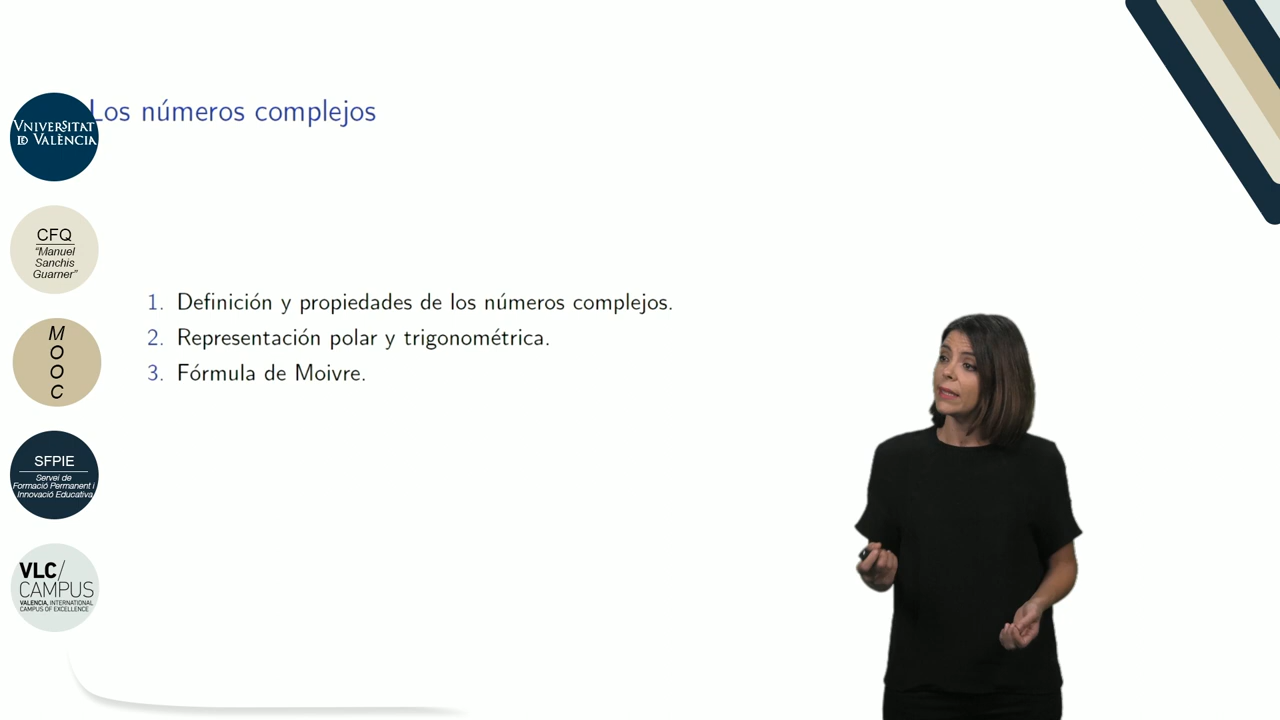 Los números complejos
VNIVERSITAT
ID VALÈNCIA
CFQ
“Manuel
Sanchis
Guarner”
1. Definición y propiedades de los números complejos.
2. Representación polar y trigonométrica.
3. Fórmula de Moivre.
M
O
O
C
SFPIE
Servei de
Formació Permanent i
Innovació Educativa
VLC/
CAMPUS
VALENCIA, INTERNATIONAL
CAMPUS OF EXCELLENCE